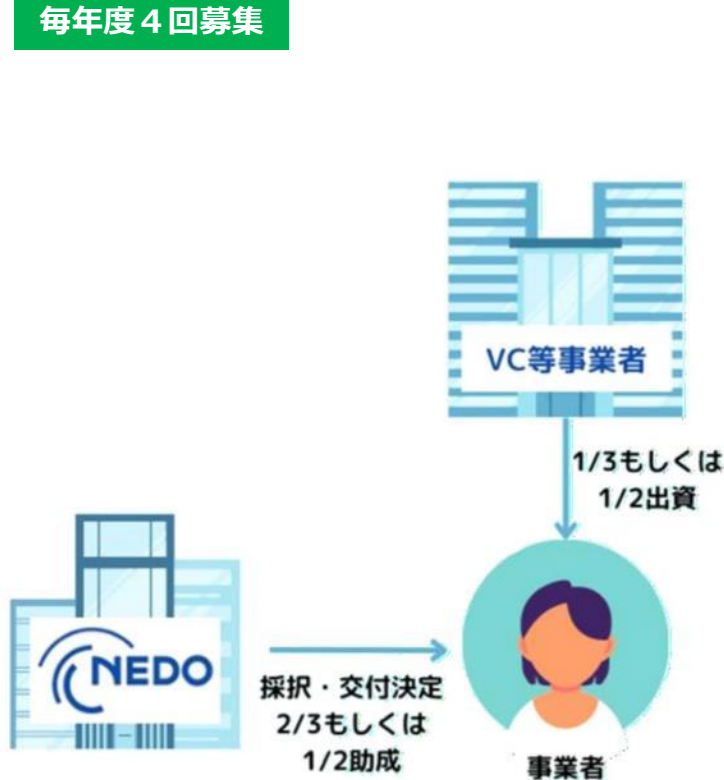 毎年度４回募集
VC等事業者
1/3もしくは
1/2出資
NEDO
採択・交付決定
2/3もしくは
1/2助成
事業者